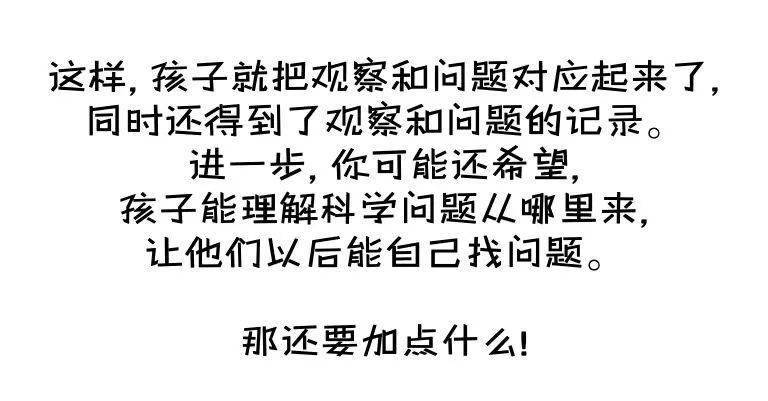 这样, 孩子就把观察和问题对应起来了,
同时还得到了观察和问题的记录。
进一步, 你可能还希望,
孩子能理解科学问题从哪里来,
让他们以后能自己找问题。
那还要加点什么!